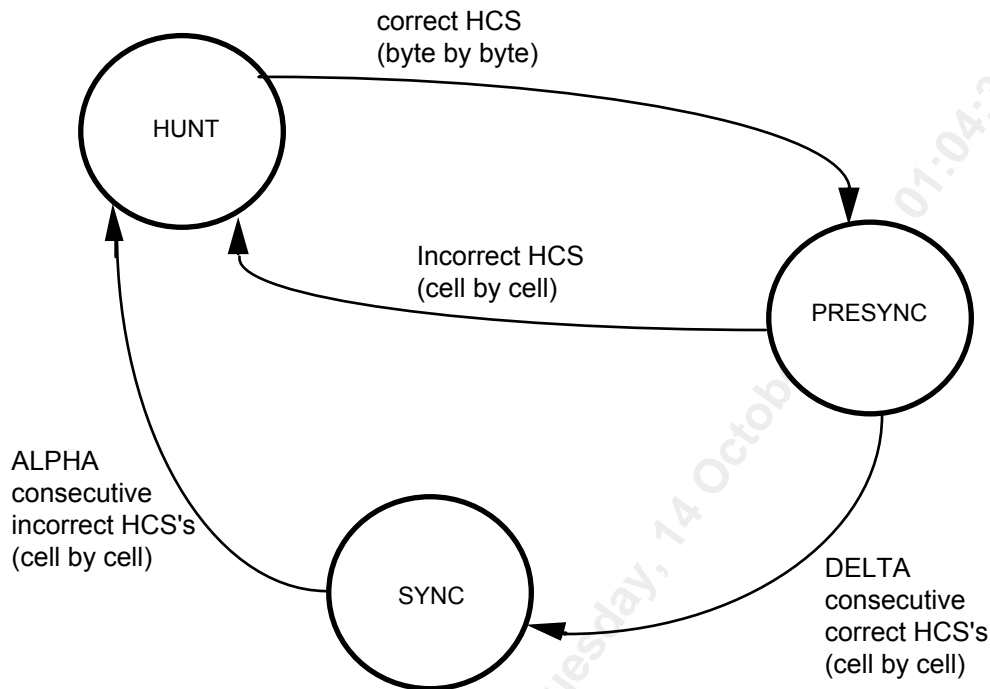 correct HCS
(byte by byte)
HUNT
Incorrect HCS
(cell by cell)
PRESYNC
ALPHA
consecutive
incorrect HCS's
(cell by cell)
SYNC
DELTA
consecutive
correct HCS's
(cell by cell)